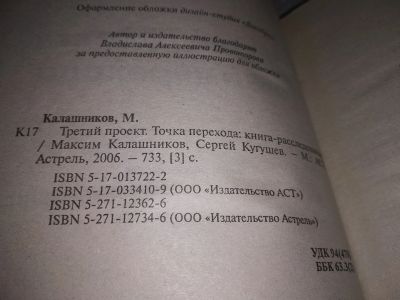 Оформление обложки дизайн-студия
Автор и издательство благодарят
Владислава Алексеевича Провоторова
за предоставленную иллюстрацию для обложки
Калашников, М.
К17 Третий проект. Точка перехода: книга-расследование
/ Максим Калашников, Сергей Кугушев. – М.:
Астрель, 2006. – 733, [3] с.
ISBN 5-17-013722-2
ISBN 5-17-033410-9 (ООО «Издательство АСТ»)
ISBN 5-271-12362-6
ISBN 5-271-12734-6 (ООО «Издательство Астрель»)
УДК 94(470)
ББК 63.3(2)